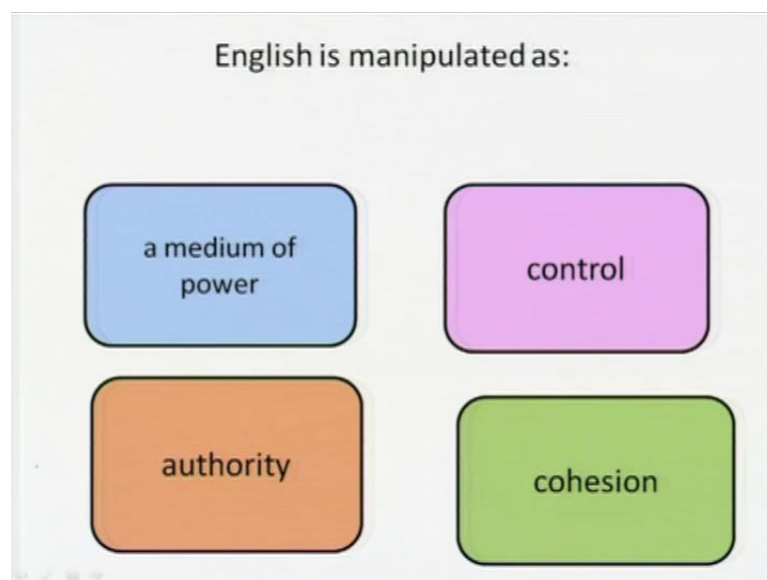 English is manipulated as:
a medium of
power
control
authority
cohesion